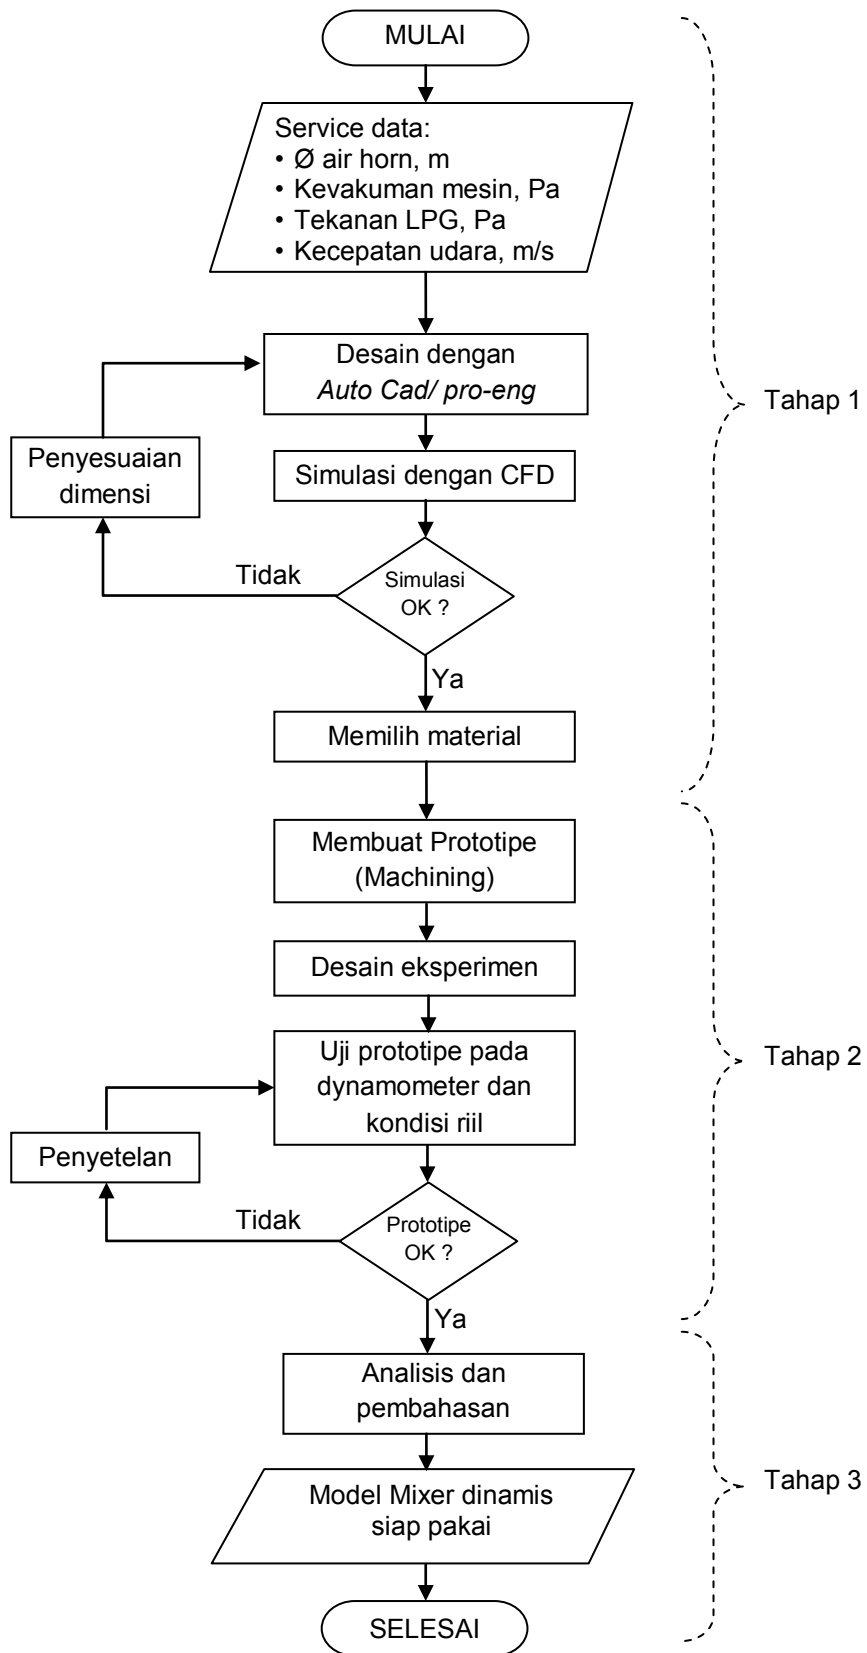 MULAI
Service data:
• Ø air horn, m
• Kevakuman mesin, Pa
• Tekanan LPG, Pa
• Kecepatan udara, m/s
Desain dengan
Auto Cad/ pro-eng
Tahap 1
Penyesuaian
dimensi
Simulasi dengan CFD
Tidak
Simulasi
OK ?
Ya
Memilih material
Membuat Prototipe
(Machining)
Desain eksperimen
Uji prototipe pada
dynamometer dan
kondisi riil
Tahap 2
Penyetelan
Tidak
Prototipe
OK ?
Ya
Analisis dan
pembahasan
Model Mixer dinamis
siap pakai
Tahap 3
SELESAI